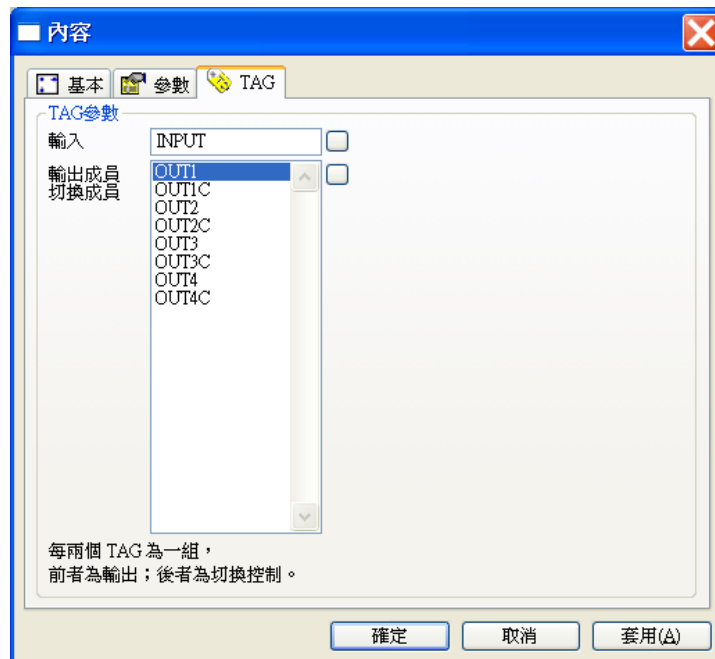 內容
基本 參數 TAG
TAG參數
輸入 INPUT
輸出成員
切換成員
OUT1
OUT1C
OUT2
OUT2C
OUT3
OUT3C
OUT4
OUT4C
每兩個 TAG 為一組，
前者為輸出；後者為切換控制。
確定 取消 套用(A)